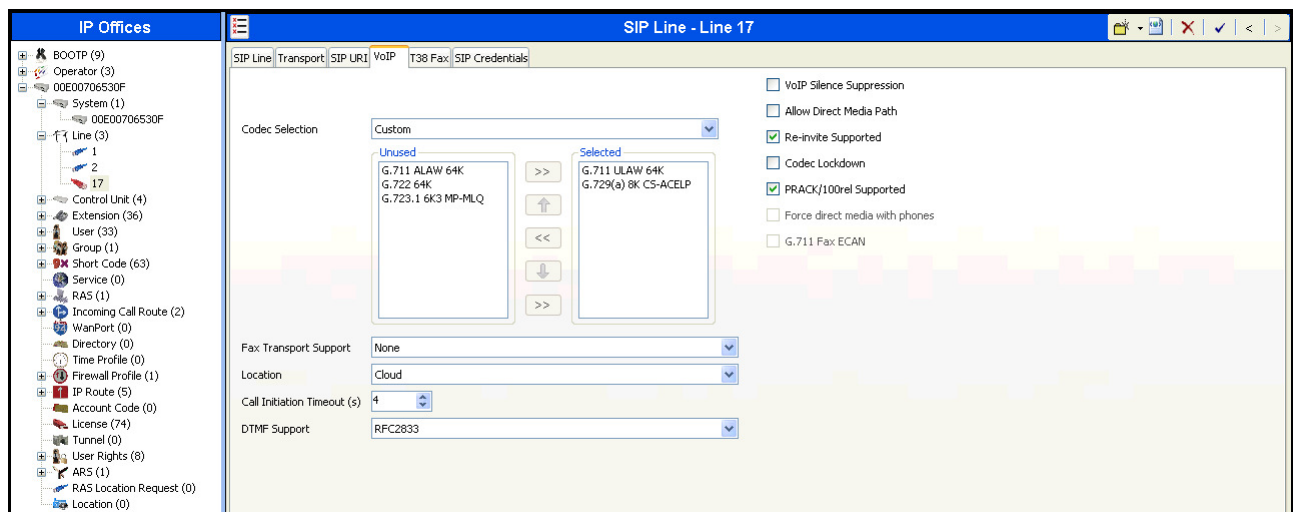 IP Offices
BOOTP (9)
Operator (3)
00E00706530F
System (1)
00E00706530F
Line (3)
1
2
17
Control Unit (4)
Extension (36)
User (33)
Group (1)
Short Code (63)
Service (0)
RAS (1)
Incoming Call Route (2)
WanPort (0)
Directory (0)
Time Profile (0)
Firewall Profile (1)
IP Route (5)
Account Code (0)
License (74)
Tunnel (0)
User Rights (8)
ARS (1)
RAS Location Request (0)
Location (0)
SIP Line - Line 17
SIP Line Transport SIP URI VoIP T38 Fax SIP Credentials
Codec Selection Custom
Unused
G.711 ALAW 64K
G.722 64K
G.723.1 6K3 MP-MLQ
>>
<<
>>
Selected
G.711 ULAW 64K
G.729(a) 8K CS-ACELP
Fax Transport Support None
Location Cloud
Call Initiation Timeout (s) 4
DTMF Support RFC2833
VoIP Silence Suppression
Allow Direct Media Path
Re-invite Supported
Codec Lockdown
PRACK/100rel Supported
Force direct media with phones
G.711 Fax ECAN